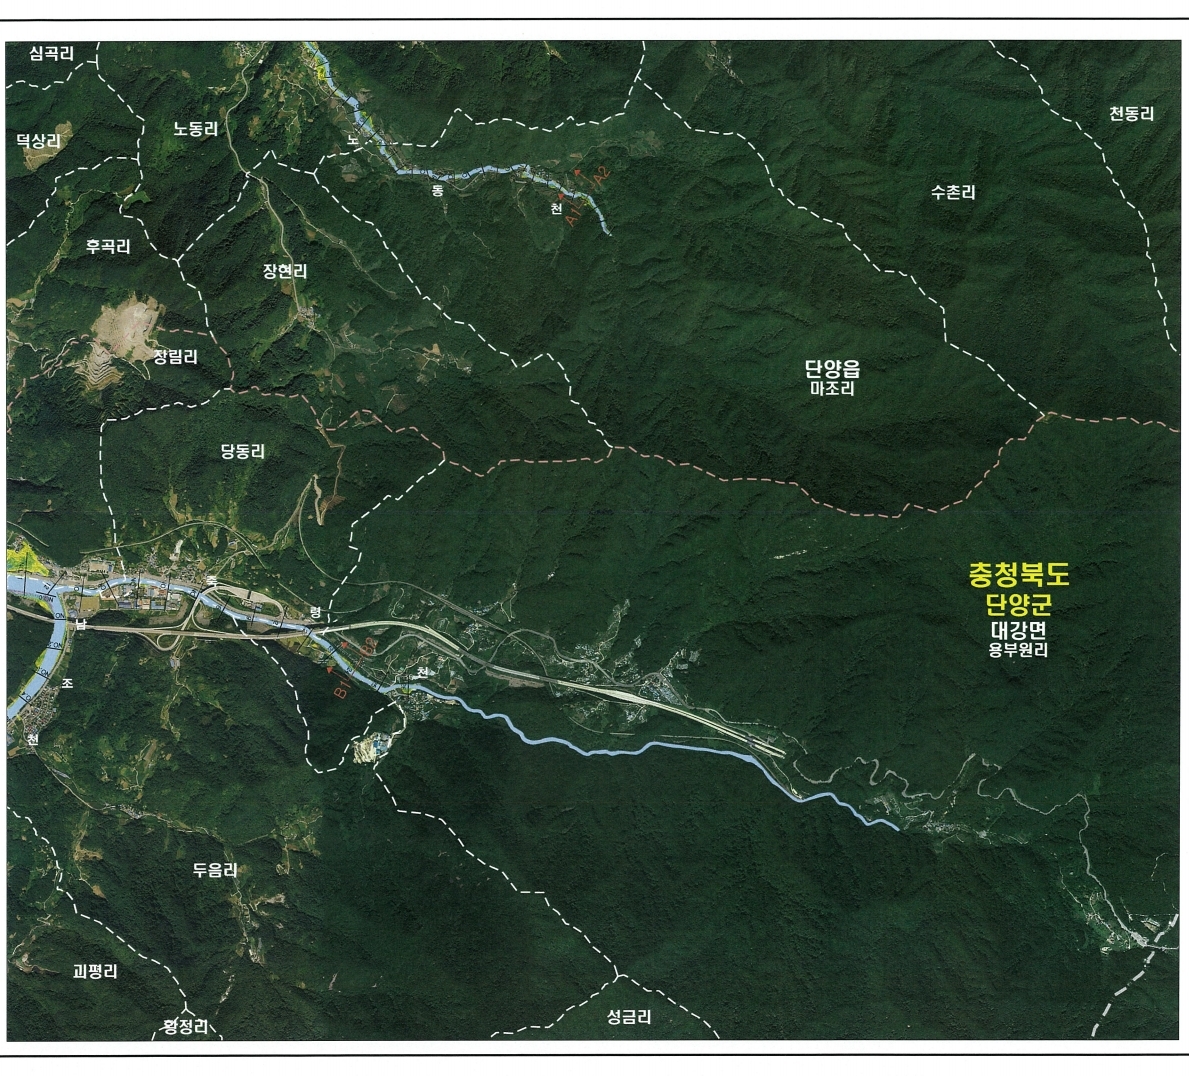 심곡리
천동리
노동리
덕상리
노
동
수촌리
A2
천
A1
후곡리
장현리
장림리
단양읍
마조리
당동리
충청북도
단양군
대강면
용부원리
죽
령
남
천
B1
조
천
두음리
괴평리
황정리
성금리